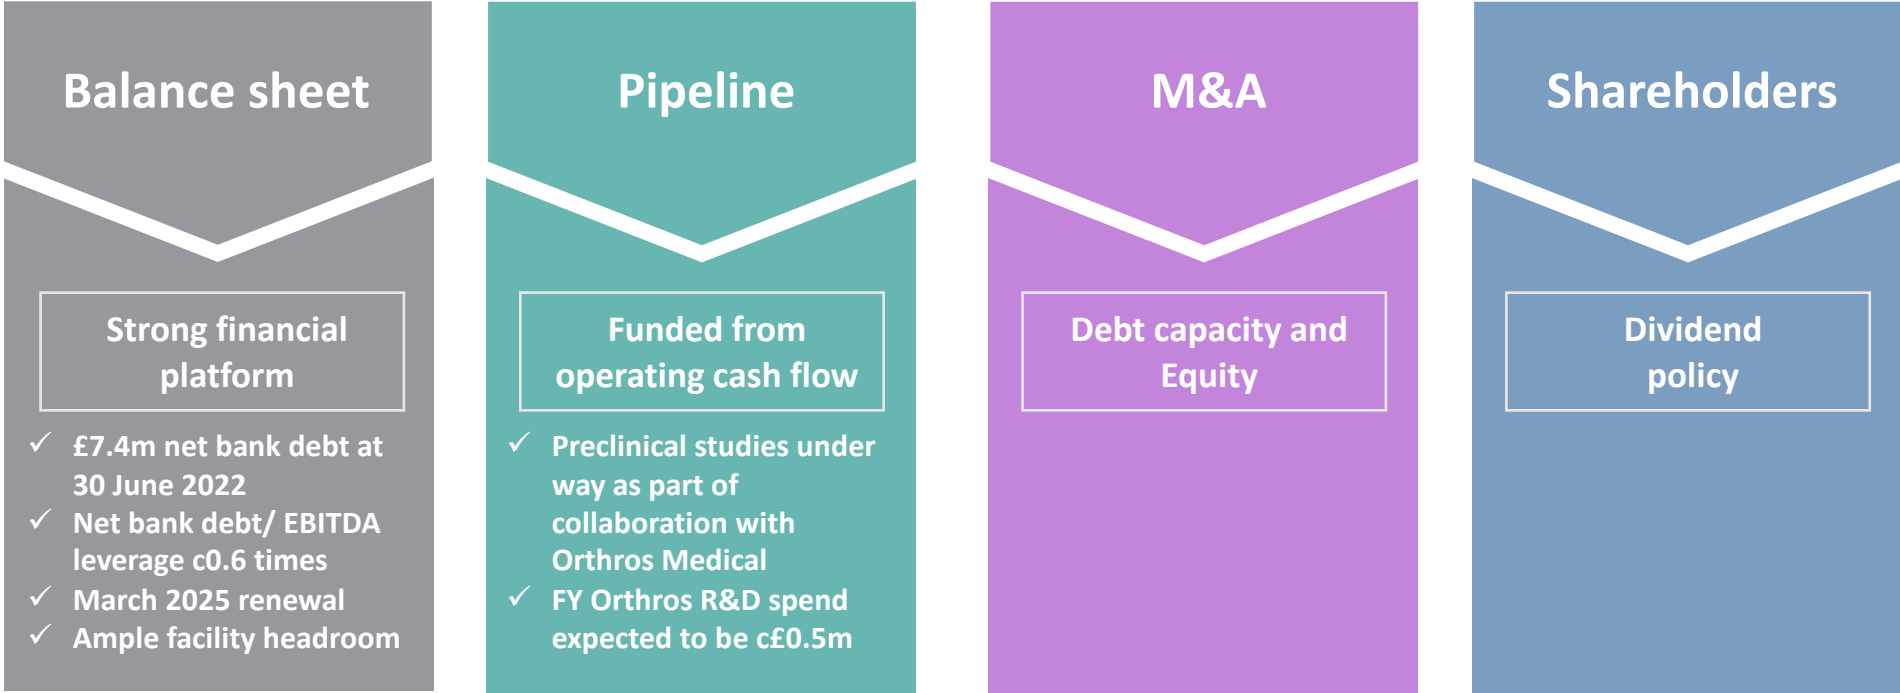 Balance sheet
Strong financial
platform
✓ £7.4m net bank debt at
30 June 2022
✓ Net bank debt/ EBITDA
leverage c0.6 times
✓ March 2025 renewal
✓ Ample facility headroom
Pipeline
Funded from
operating cash flow
✓ Preclinical studies under
way as part of
collaboration with
Orthros Medical
✓ FY Orthros R&D spend
expected to be c£0.5m
M&A
Debt capacity and
Equity
Shareholders
Dividend
policy